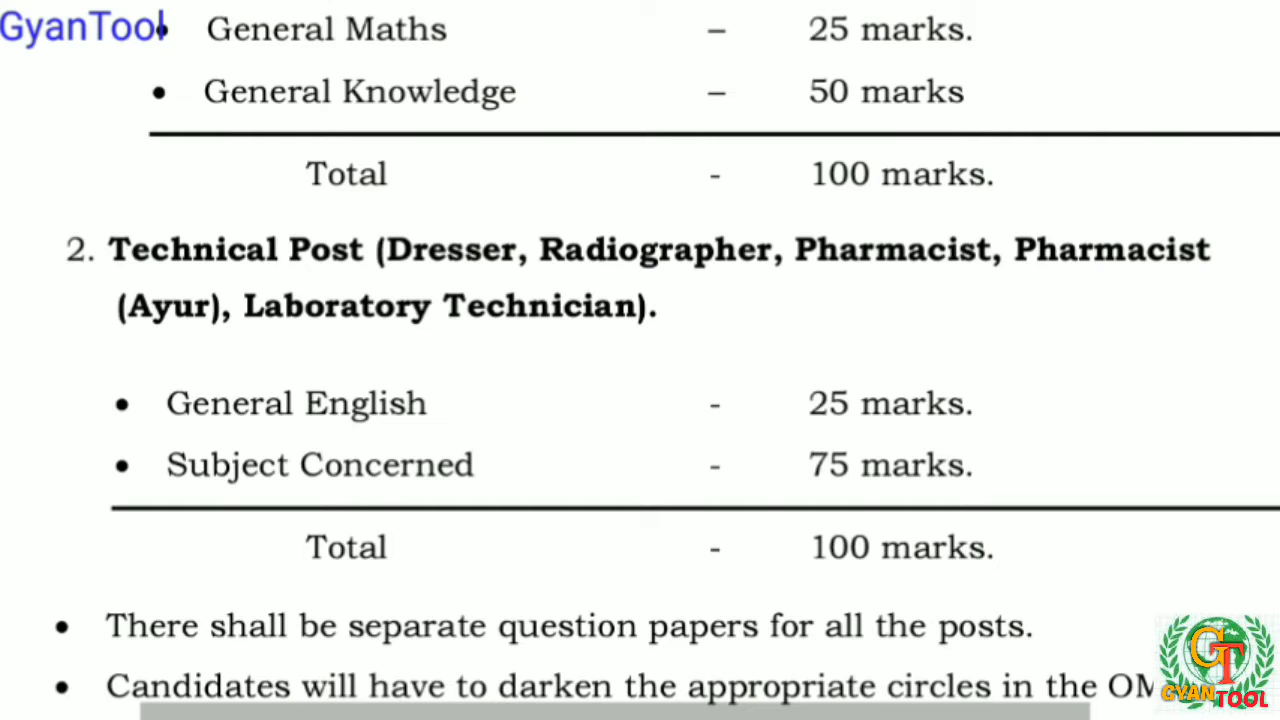 GyanTool
• General Maths – 25 marks.
• General Knowledge – 50 marks
Total - 100 marks.
2. Technical Post (Dresser, Radiographer, Pharmacist, Pharmacist
(Ayur), Laboratory Technician).
• General English - 25 marks.
• Subject Concerned - 75 marks.
Total - 100 marks.
• There shall be separate question papers for all the posts.
• Candidates will have to darken the appropriate circles in the
GT
GYAN TOOL